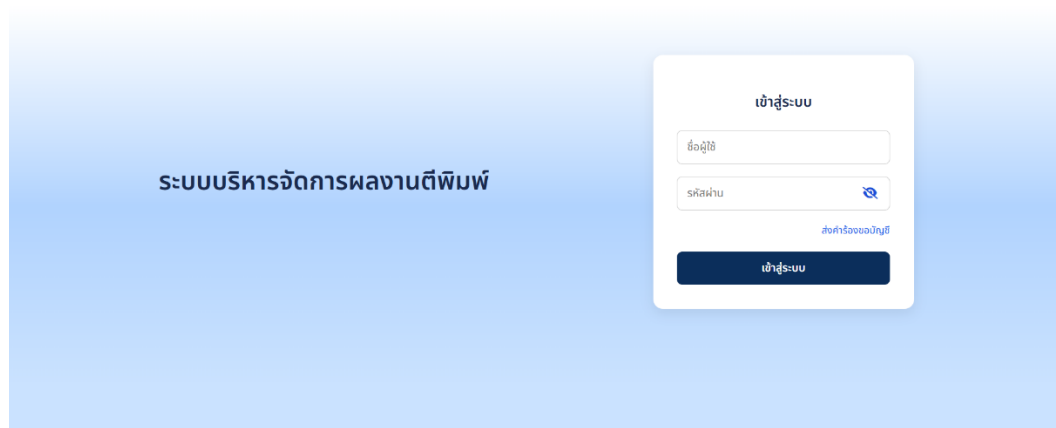 เข้าสู่ระบบ
ชื่อผู้ใช้
ระบบบริหารจัดการผลงานตีพิมพ์
รหัสผ่าน
ส่งคำร้องขอบัญชี
เข้าสู่ระบบ